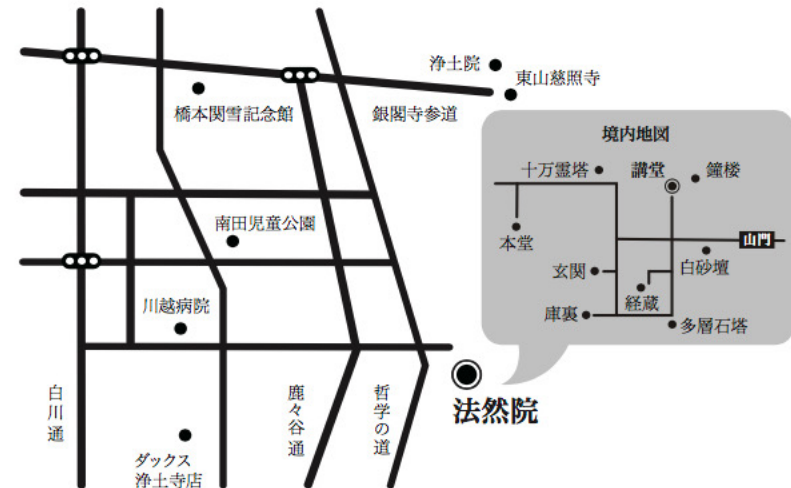 浄土院
東山慈照寺
橋本関雪記念館
銀閣寺参道
境内地図
十万霊塔
講堂
鐘楼
本堂
山門
白砂壇
玄関
経蔵
庫裏
多層石塔
南田児童公園
川越病院
白川通
鹿々谷通
哲学の道
法然院
ダックス
浄土寺店